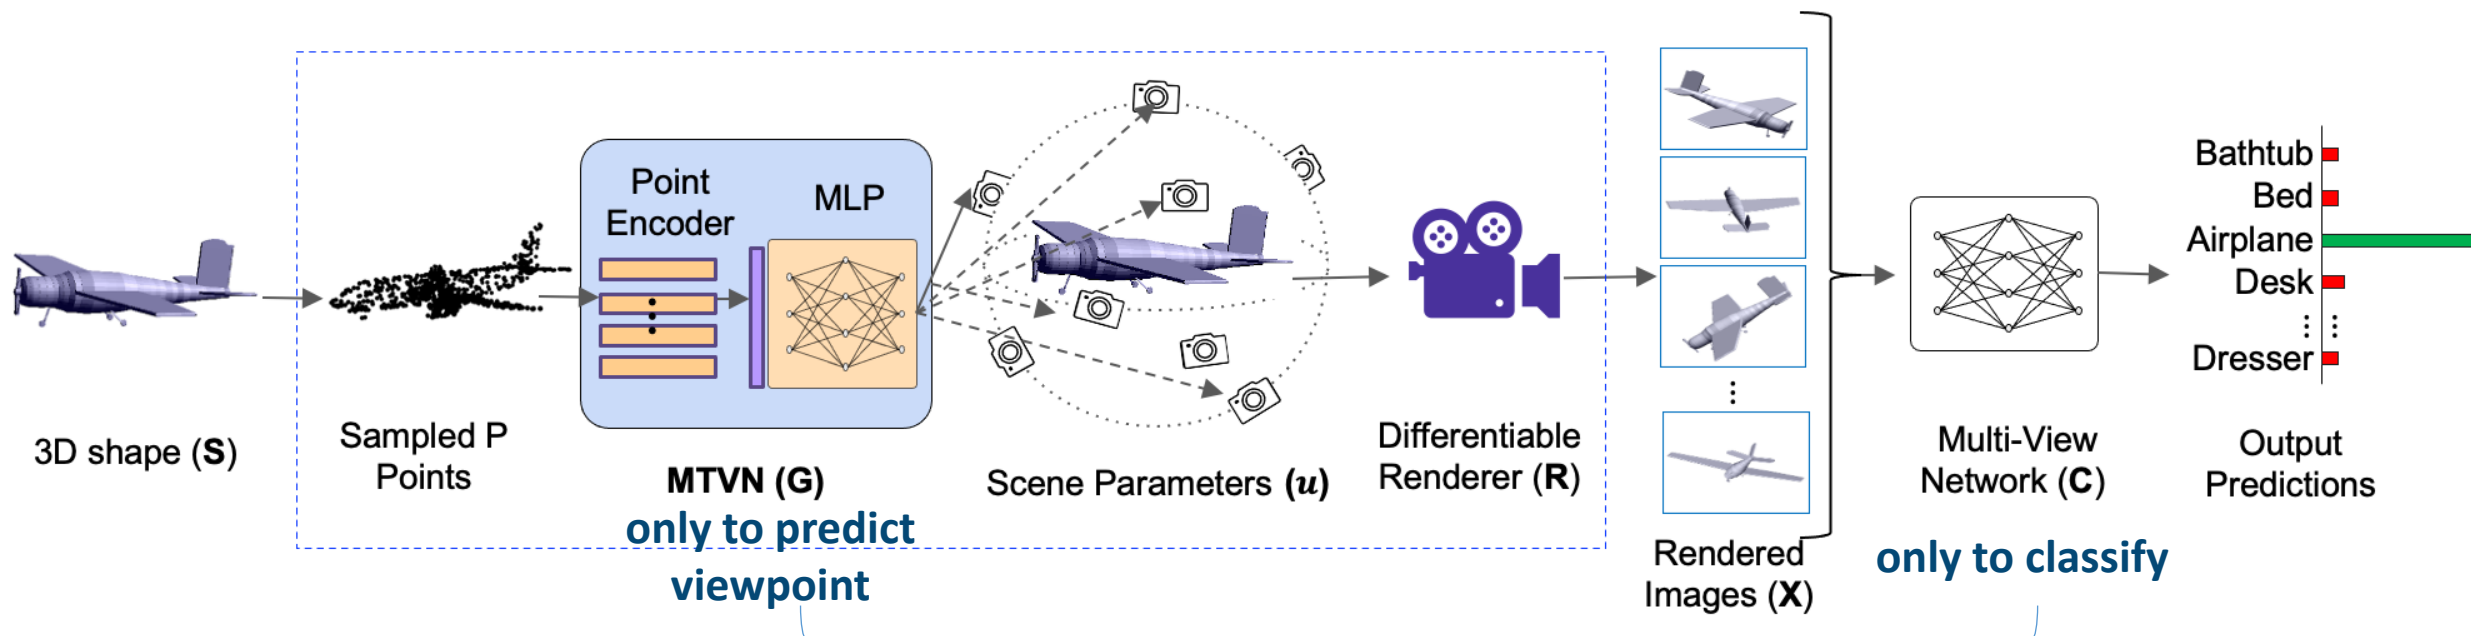 3D shape (S)
Sampled P
Points
Point
Encoder
MLP
MTVN (G)
only to predict
viewpoint
Scene Parameters (u)
Differentiable
Renderer (R)
Rendered
Images (X)
Multi-View
Network (C)
only to classify
Bathtub
Bed
Airplane
Desk
Dresser
Output
Predictions